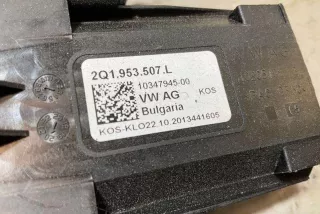 2Q1.953.507.L
10347945-00
VW AG KOS
Bulgaria
KOS-KLO22.10.2013441605